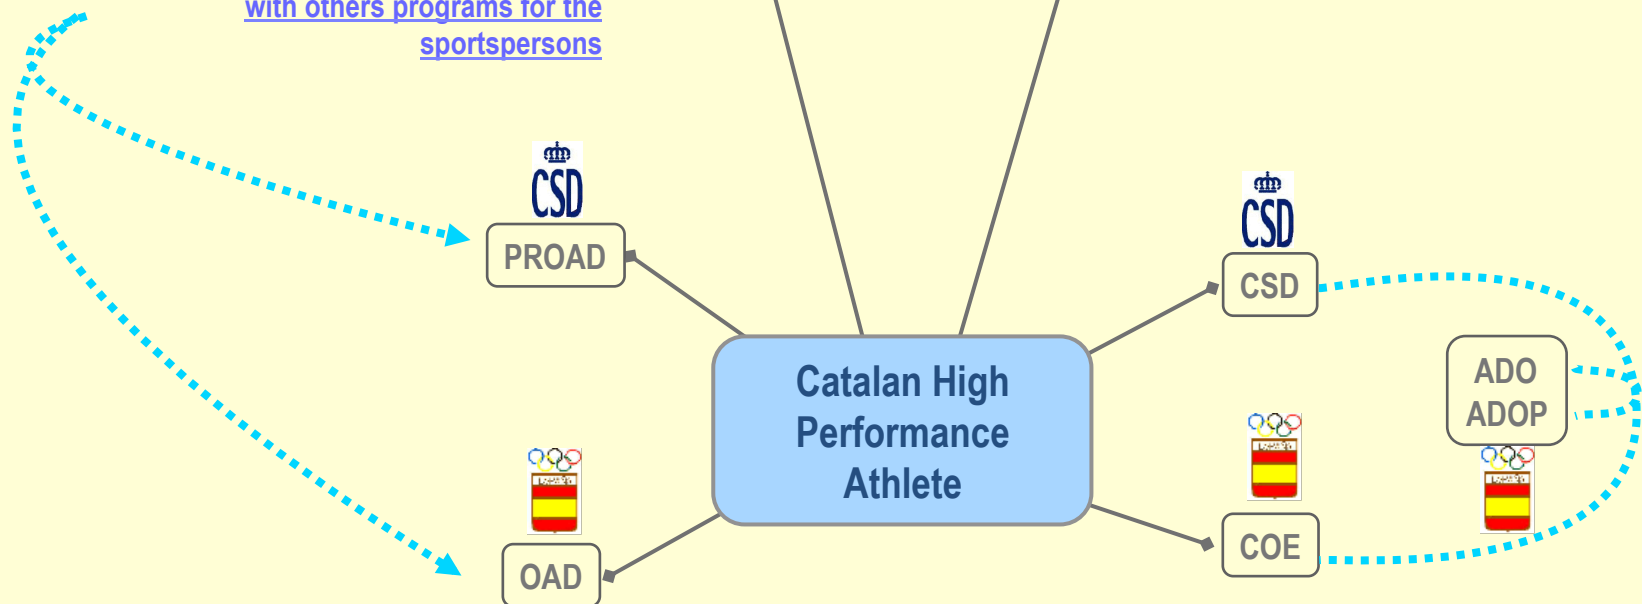 with others programs for the
sportspersons
CSD
PROAD
CSD
CSD
Catalan High
Performance
Athlete
ADO
ADOP
OAD
COE